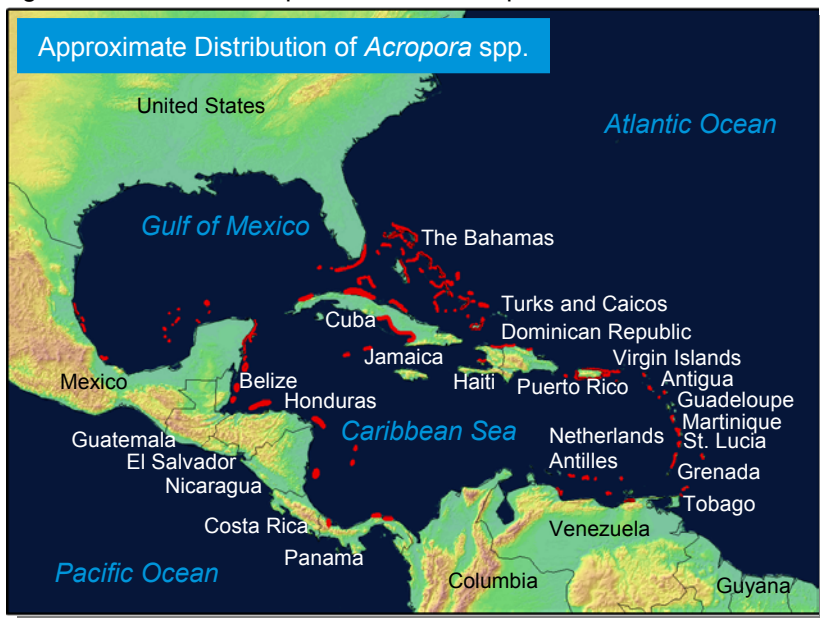 Approximate Distribution of Acropora spp.
United States
Atlantic Ocean
Gulf of Mexico
The Bahamas
Turks and Caicos
Cuba
Dominican Republic
Jamaica
Virgin Islands
Mexico
Belize
Haiti
Puerto Rico
Antigua
Honduras
Guadeloupe
Martinique
Caribbean Sea
Netherlands
Antilles
St. Lucia
Guatemala
El Salvador
Nicaragua
Grenada
Tobago
Costa Rica
Venezuela
Panama
Pacific Ocean
Columbia
Guyana